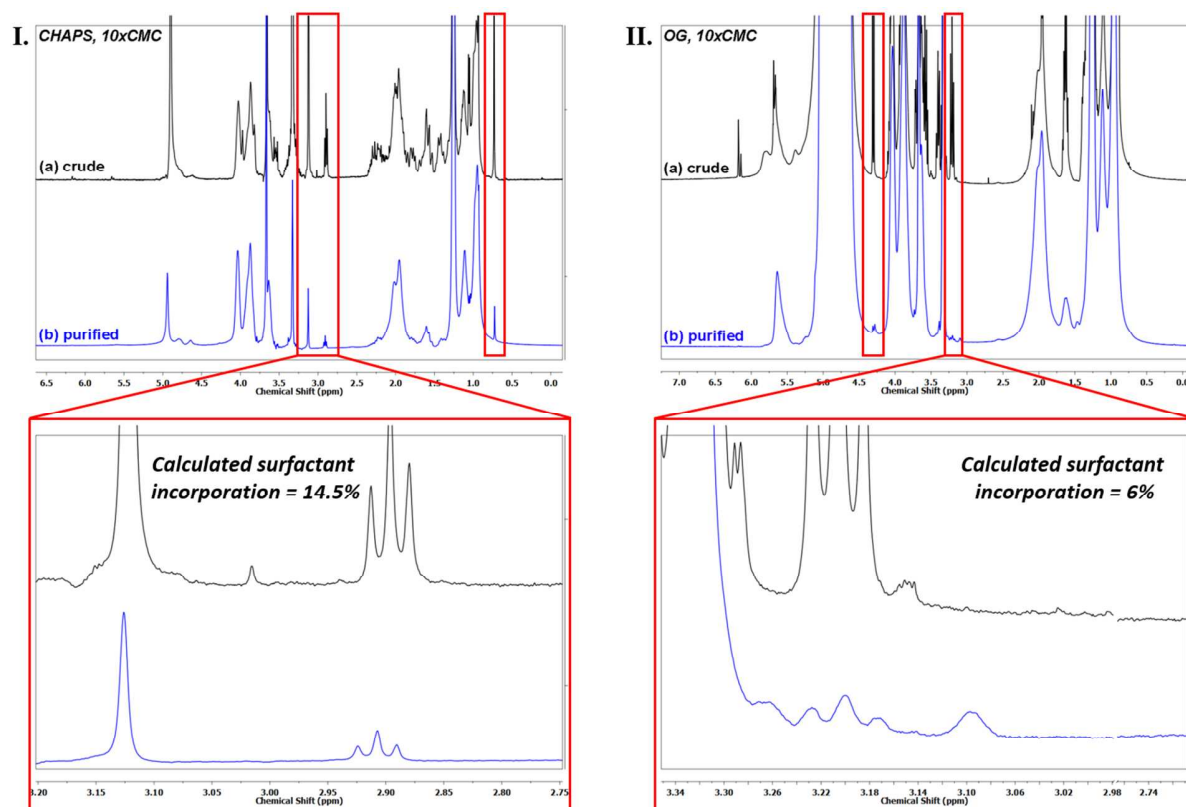 I.
CHAPS, 10xCMC
(a) crude
(b) purified
6.5 6.0 5.5 5.0 4.5 4.0 3.5 3.0 2.5 2.0 1.5 1.0 0.5 -0.1
Chemical Shift (ppm)
Calculated surfactant
incorporation = 14.5%
3.20 3.15 3.10 3.05 3.00 2.95 2.90 2.85 2.80 2.75
Chemical Shift (ppm)
II.
OG, 10xCMC
(a) crude
(b) purified
7.0 6.5 6.0 5.5 5.0 4.5 4.0 3.5 3.0 2.5 2.0 1.5 1.0 0.5 -0.1
Chemical Shift (ppm)
Calculated surfactant
incorporation = 6%
3.34 3.30 3.26 3.22 3.18 3.14 3.10 3.06 3.02 2.98 2.74
Chemical Shift (ppm)